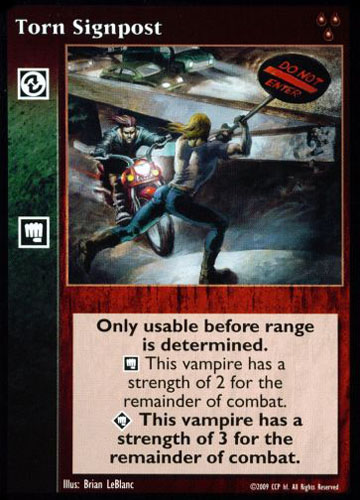 Torn Signpost
DO NOT
ENTER
Only usable before range
is determined.
This vampire has a
strength of 2 for the
remainder of combat.
This vampire has a
strength of 3 for the
remainder of combat.
Illus: Brian LeBlanc
©2009 CCP hf. All Rights Reserved